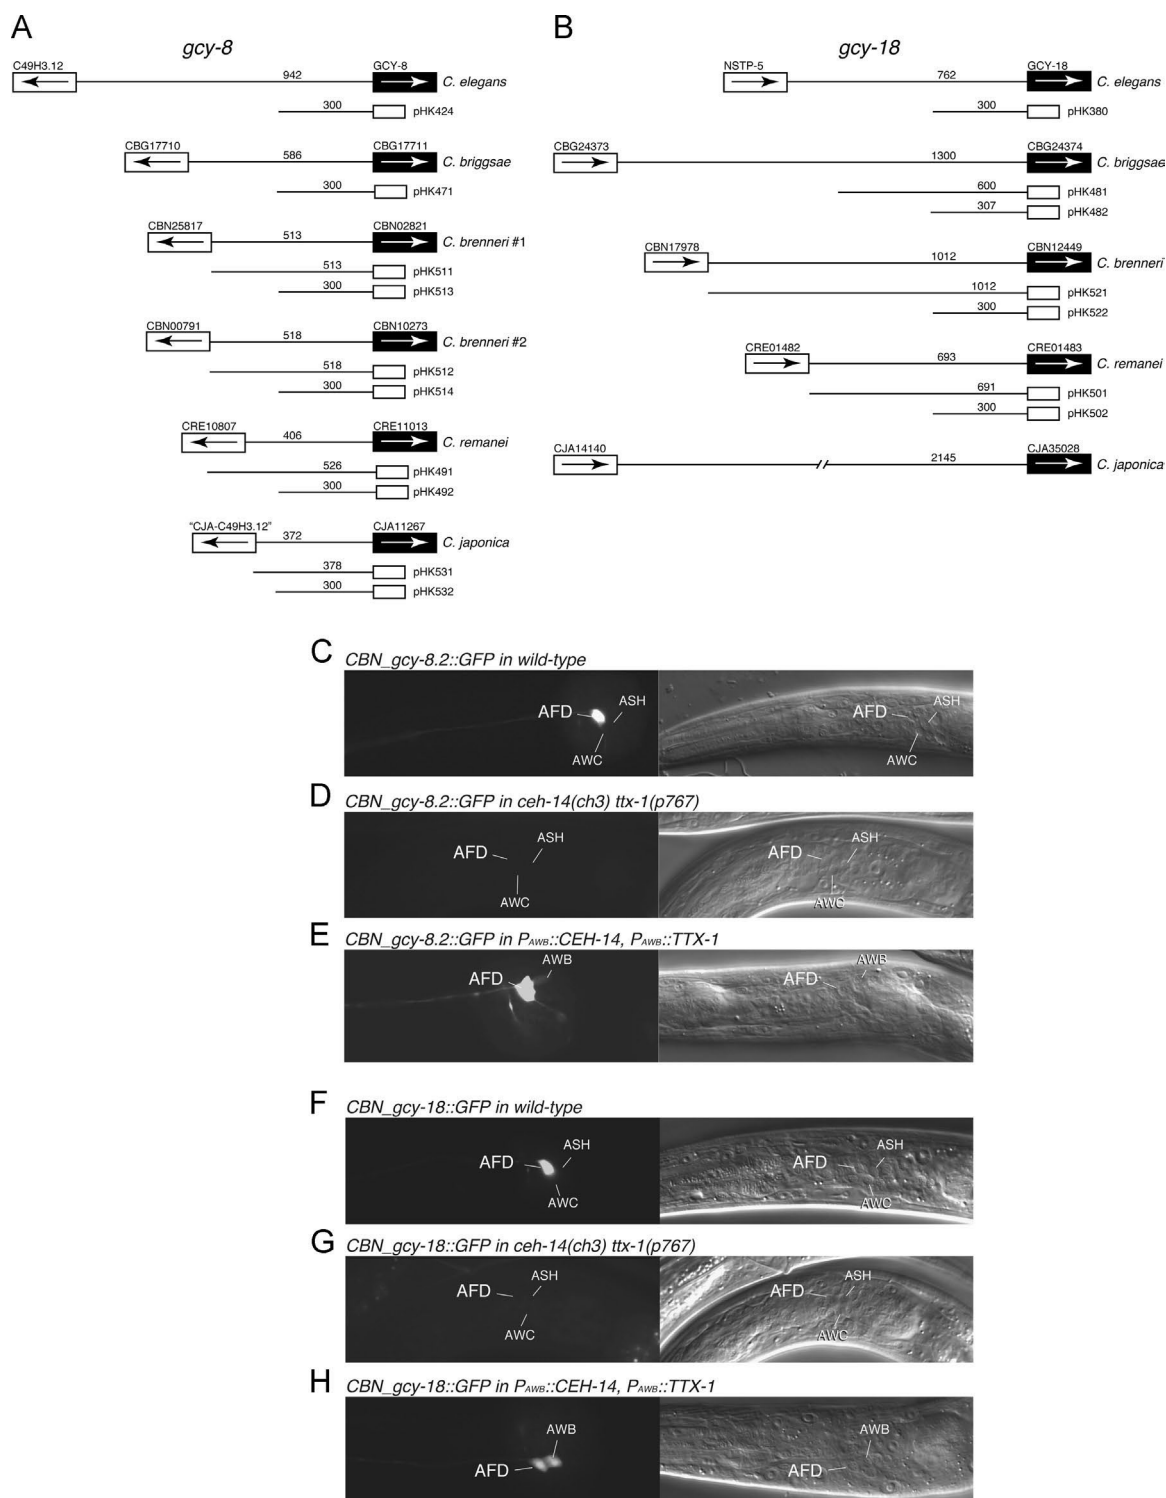 A
gcy-8
C49H3.12
942
GCY-8
C. elegans
300
pHK424
CBG17710
586
CBG17711
C. briggsae
300
pHK471
CBN25817
513
CBN02821
C. brenneri #1
513
pHK511
300
pHK513
CBN00791
518
CBN10273
C. brenneri #2
518
pHK512
300
pHK514
CRE10807
406
CRE11013
C. remanei
526
pHK491
300
pHK492
"CJA-C49H3.12"
372
CJA11267
C. japonica
378
pHK531
300
pHK532
B
gcy-18
NSTP-5
762
GCY-18
C. elegans
300
pHK380
CBG24373
1300
CBG24374
C. briggsae
600
pHK481
307
pHK482
CBN17978
1012
CBN12449
C. brenneri
1012
pHK521
300
pHK522
CRE01482
693
CRE01483
C. remanei
691
pHK501
300
pHK502
CJA14140
2145
CJA35028
C. japonica
C
CBN_gcy-8.2::GFP in wild-type
AFD
ASH
AWC
AFD
ASH
AWC
D
CBN_gcy-8.2::GFP in ceh-14(ch3) ttx-1(p767)
AFD
ASH
AWC
AFD
ASH
AWC
E
CBN_gcy-8.2::GFP in PAWB::CEH-14, PAWB::TTX-1
AFD
AWB
AFD
AWB
F
CBN_gcy-18::GFP in wild-type
AFD
ASH
AWC
AFD
ASH
AWC
G
CBN_gcy-18::GFP in ceh-14(ch3) ttx-1(p767)
AFD
ASH
AWC
AFD
ASH
AWC
H
CBN_gcy-18::GFP in PAWB::CEH-14, PAWB::TTX-1
AWB
AFD
AWB
AFD